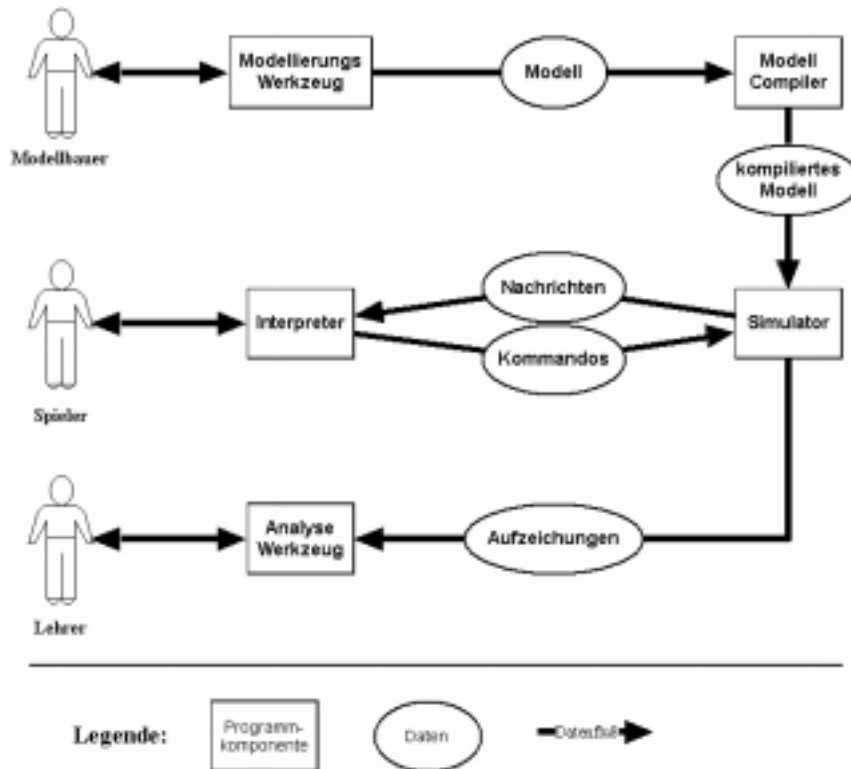 Modellierungs
Werkzeug
Modell
Modell
Compiler
Modellbauer
kompiliertes
Modell
Nachrichten
Interpreter
Simulator
Kommandos
Spieler
Analyse
Werkzeug
Aufzeichungen
Lehrer
Legende:
Programm-
komponente
Daten
Datenfluß